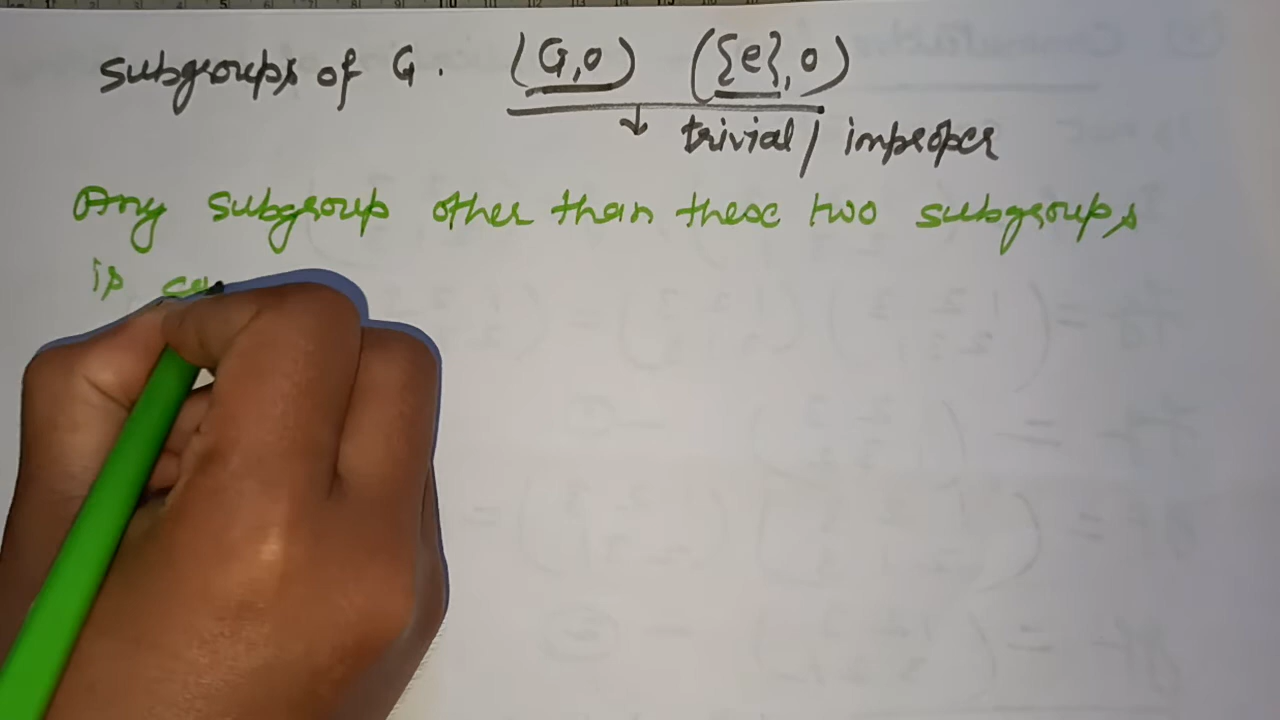 subgroups of G. (G,o) ({e},o)
↓ trivial/ improper
Any subgroup other than these two subgroups
is